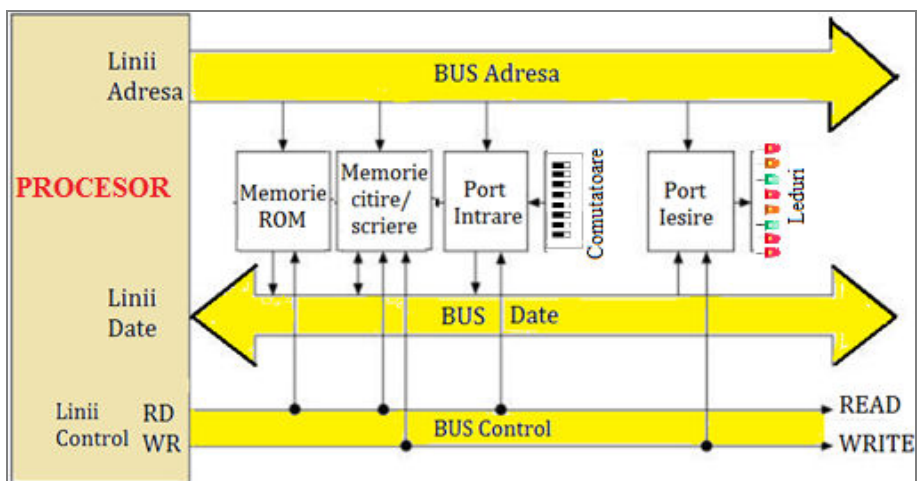 Linii
Adresa
BUS Adresa
PROCESOR
Memorie
ROM
Memorie
citire/
scriere
Port
Intrare
Comutatoare
Port
Iesire
Leduri
Linii
Date
BUS Date
Linii
Control
RD
WR
BUS Control
READ
WRITE